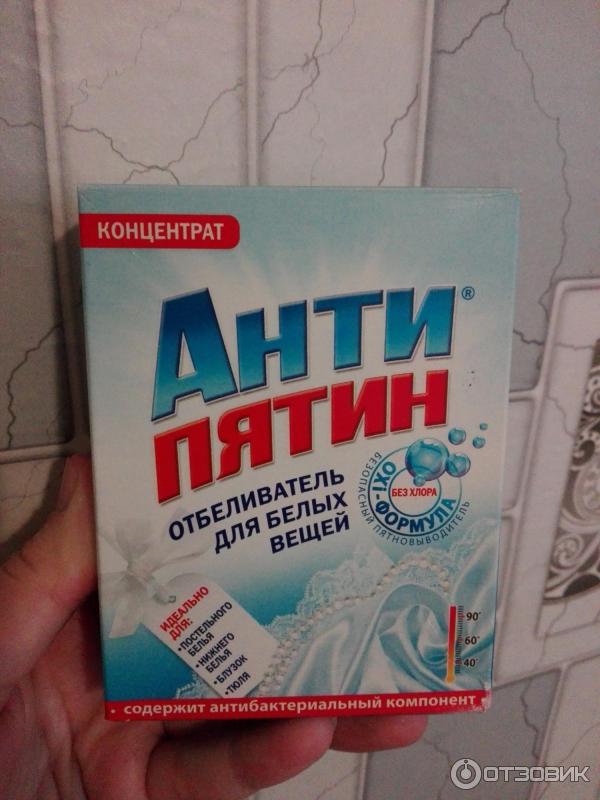 КОНЦЕНТРАТ
АНТИ®
ПЯТИН
ОТБЕЛИВАТЕЛЬ
ДЛЯ БЕЛЫХ
ВЕЩЕЙ
БЕЗОПАСНЫЙ ПЯТНОВЫВОДИТЕЛЬ
OXI-ФОРМУЛА
БЕЗ ХЛОРА
ИДЕАЛЬНО
ДЛЯ:
•ПОСТЕЛЬНОГО
БЕЛЬЯ
•НИЖНЕГО
БЕЛЬЯ
•БЛУЗОК
•ТЮЛЯ
90°
60°
40°
• содержит антибактериальный компонент •
ОТЗОВИК